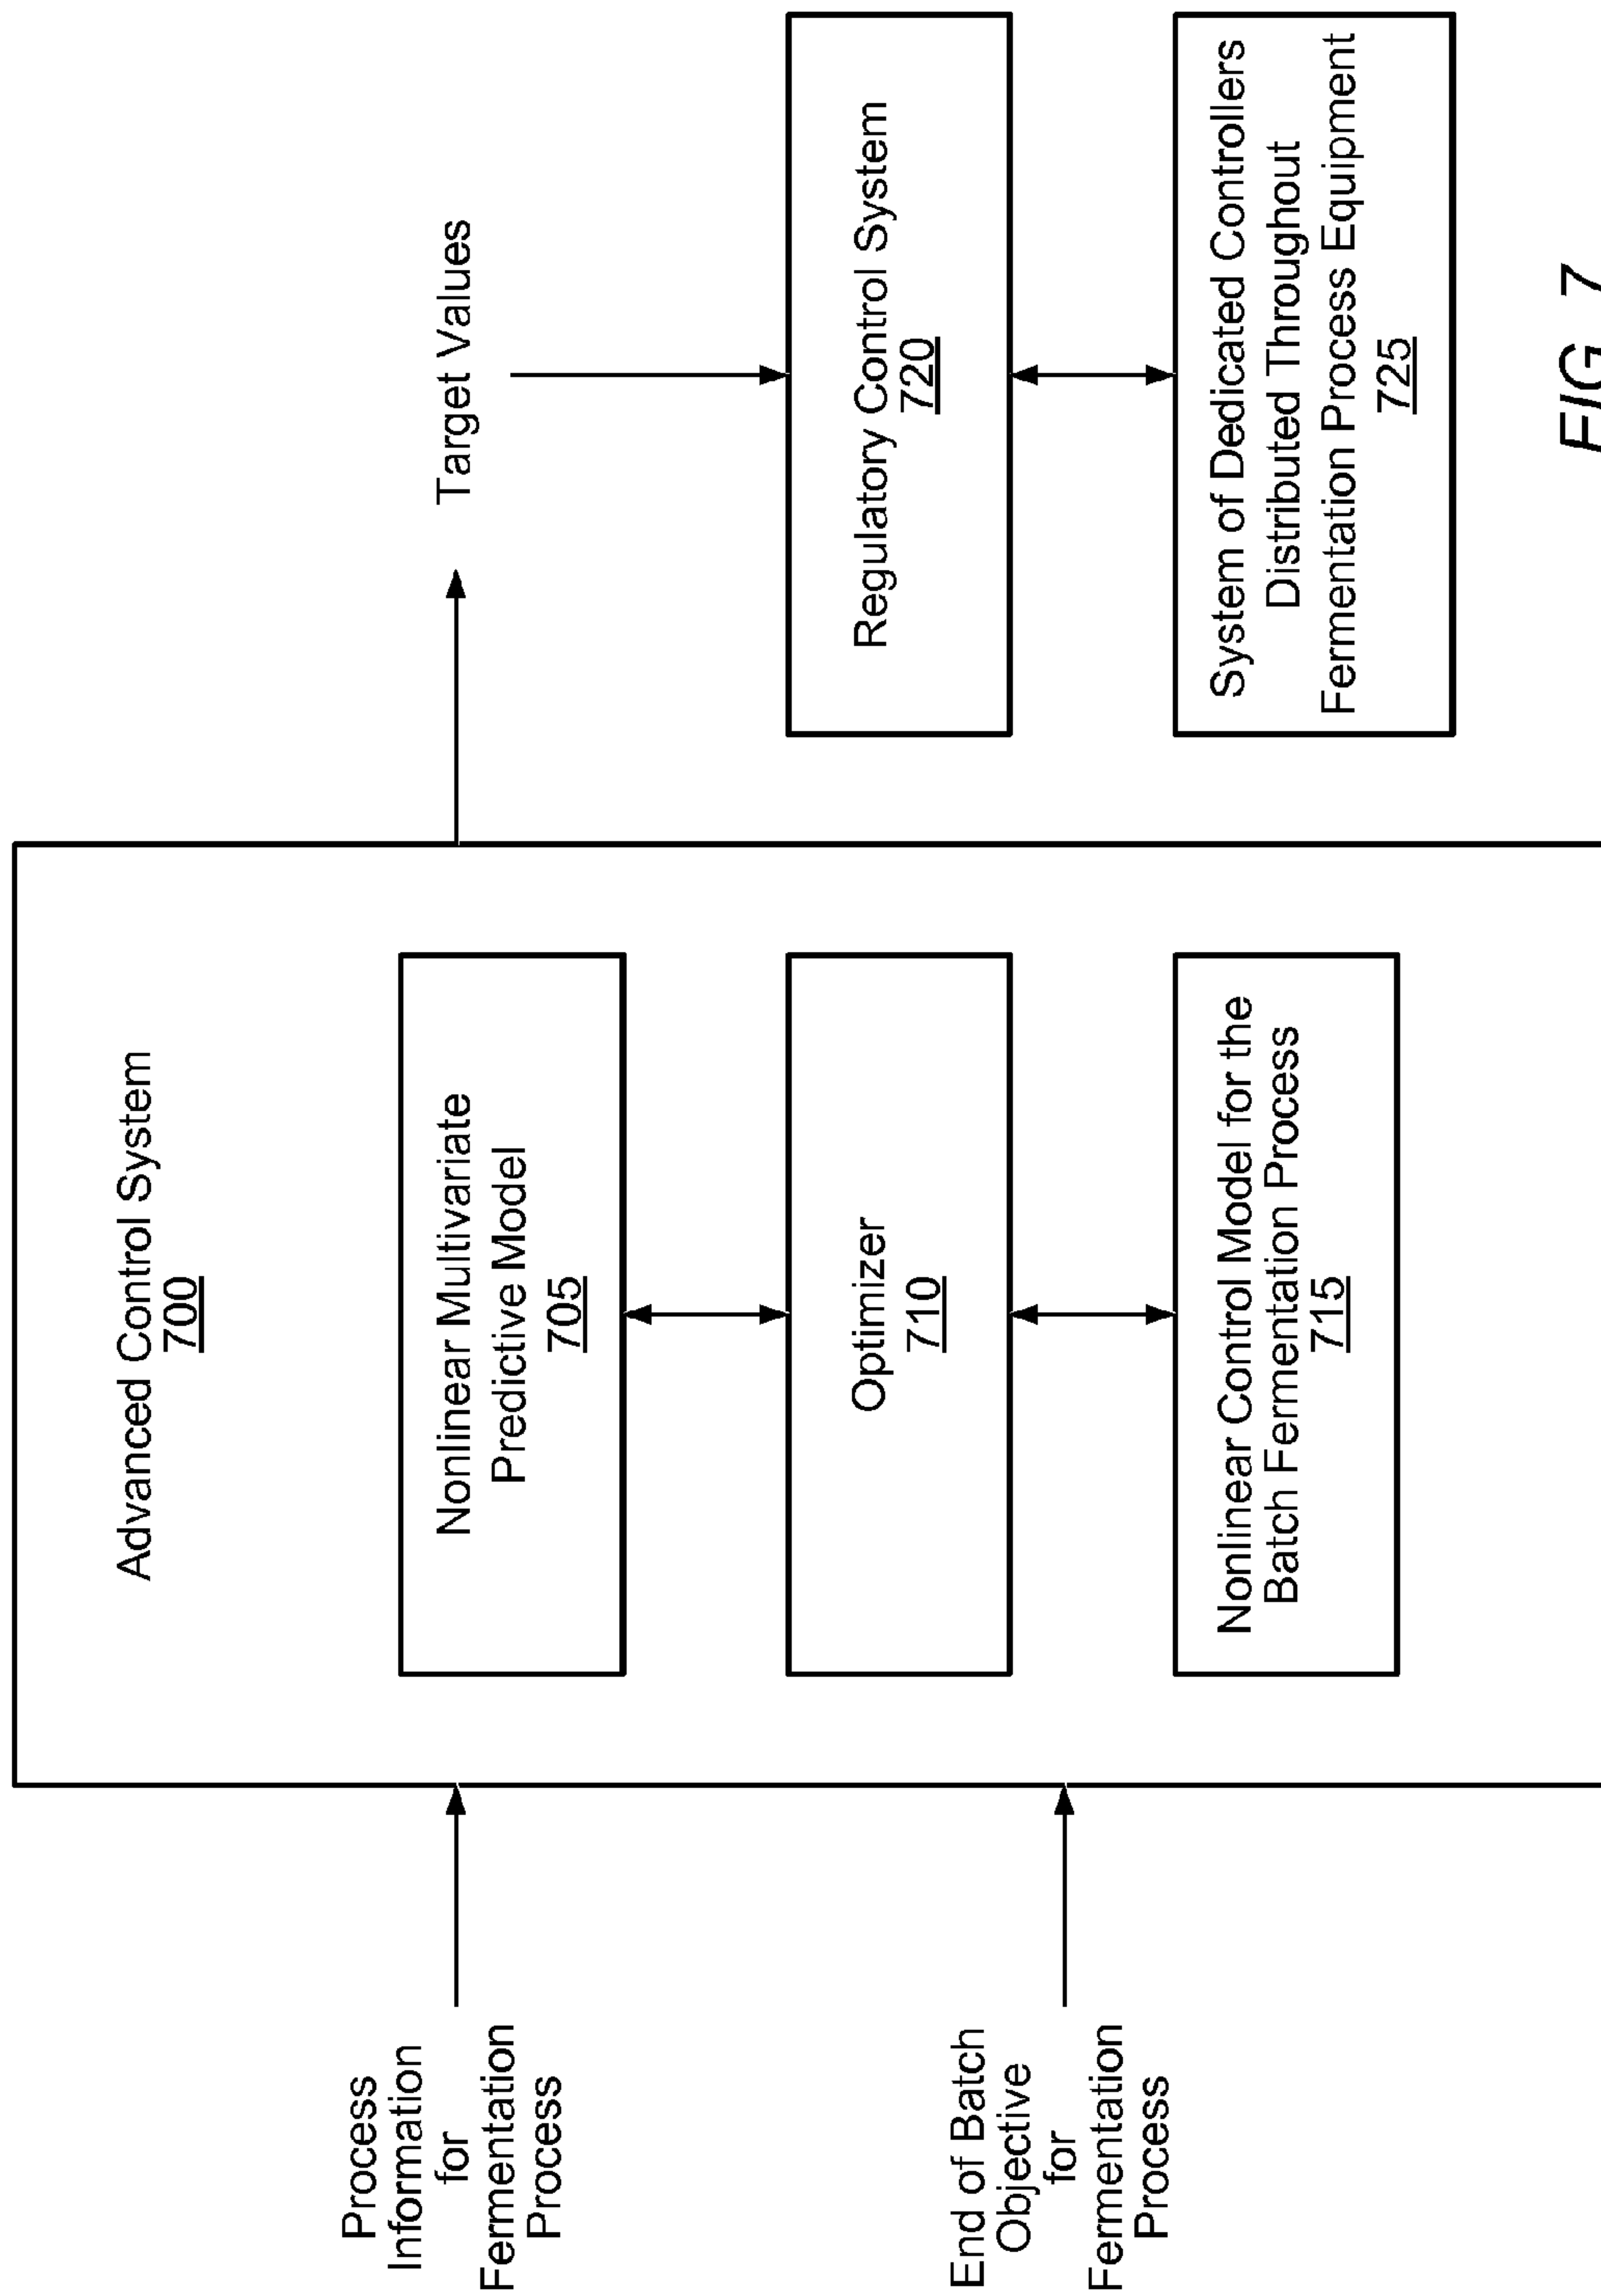 Process
Information
for
Fermentation
Process
End of Batch
Objective
for
Fermentation
Process
Advanced Control System
700
Nonlinear Multivariate
Predictive Model
705
Optimizer
710
Nonlinear Control Model for the
Batch Fermentation Process
715
Target Values
Regulatory Control System
720
System of Dedicated Controllers
Distributed Throughout
Fermentation Process Equipment
725
FIG. 7